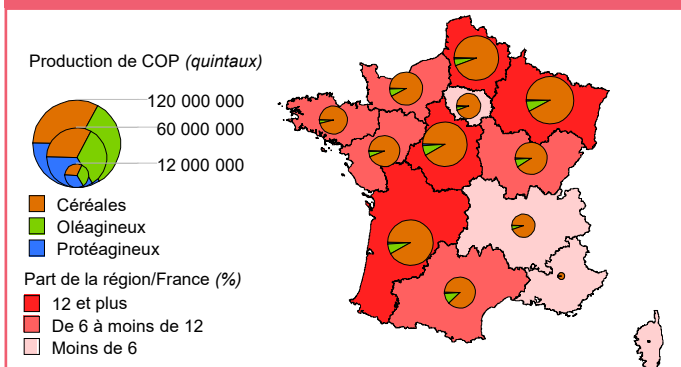 Production de COP (quintaux)
120 000 000
60 000 000
12 000 000
Céréales
Oléagineux
Protéagineux
Part de la région/France (%)
12 et plus
De 6 à moins de 12
Moins de 6